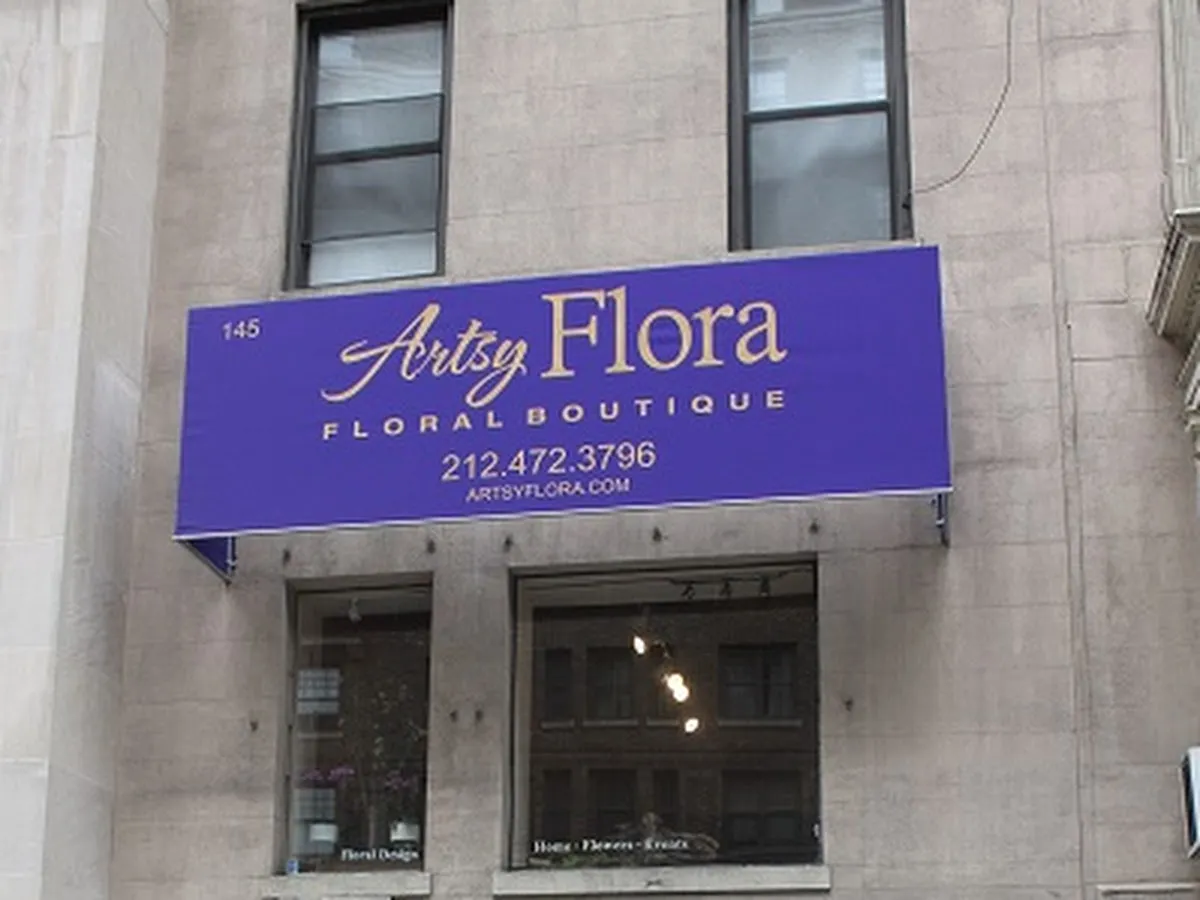 145
Artsy Flora
FLORAL BOUTIQUE
212.472.3796
ARTSYFLORA.COM
Floral Design
Home · Flowers · Events